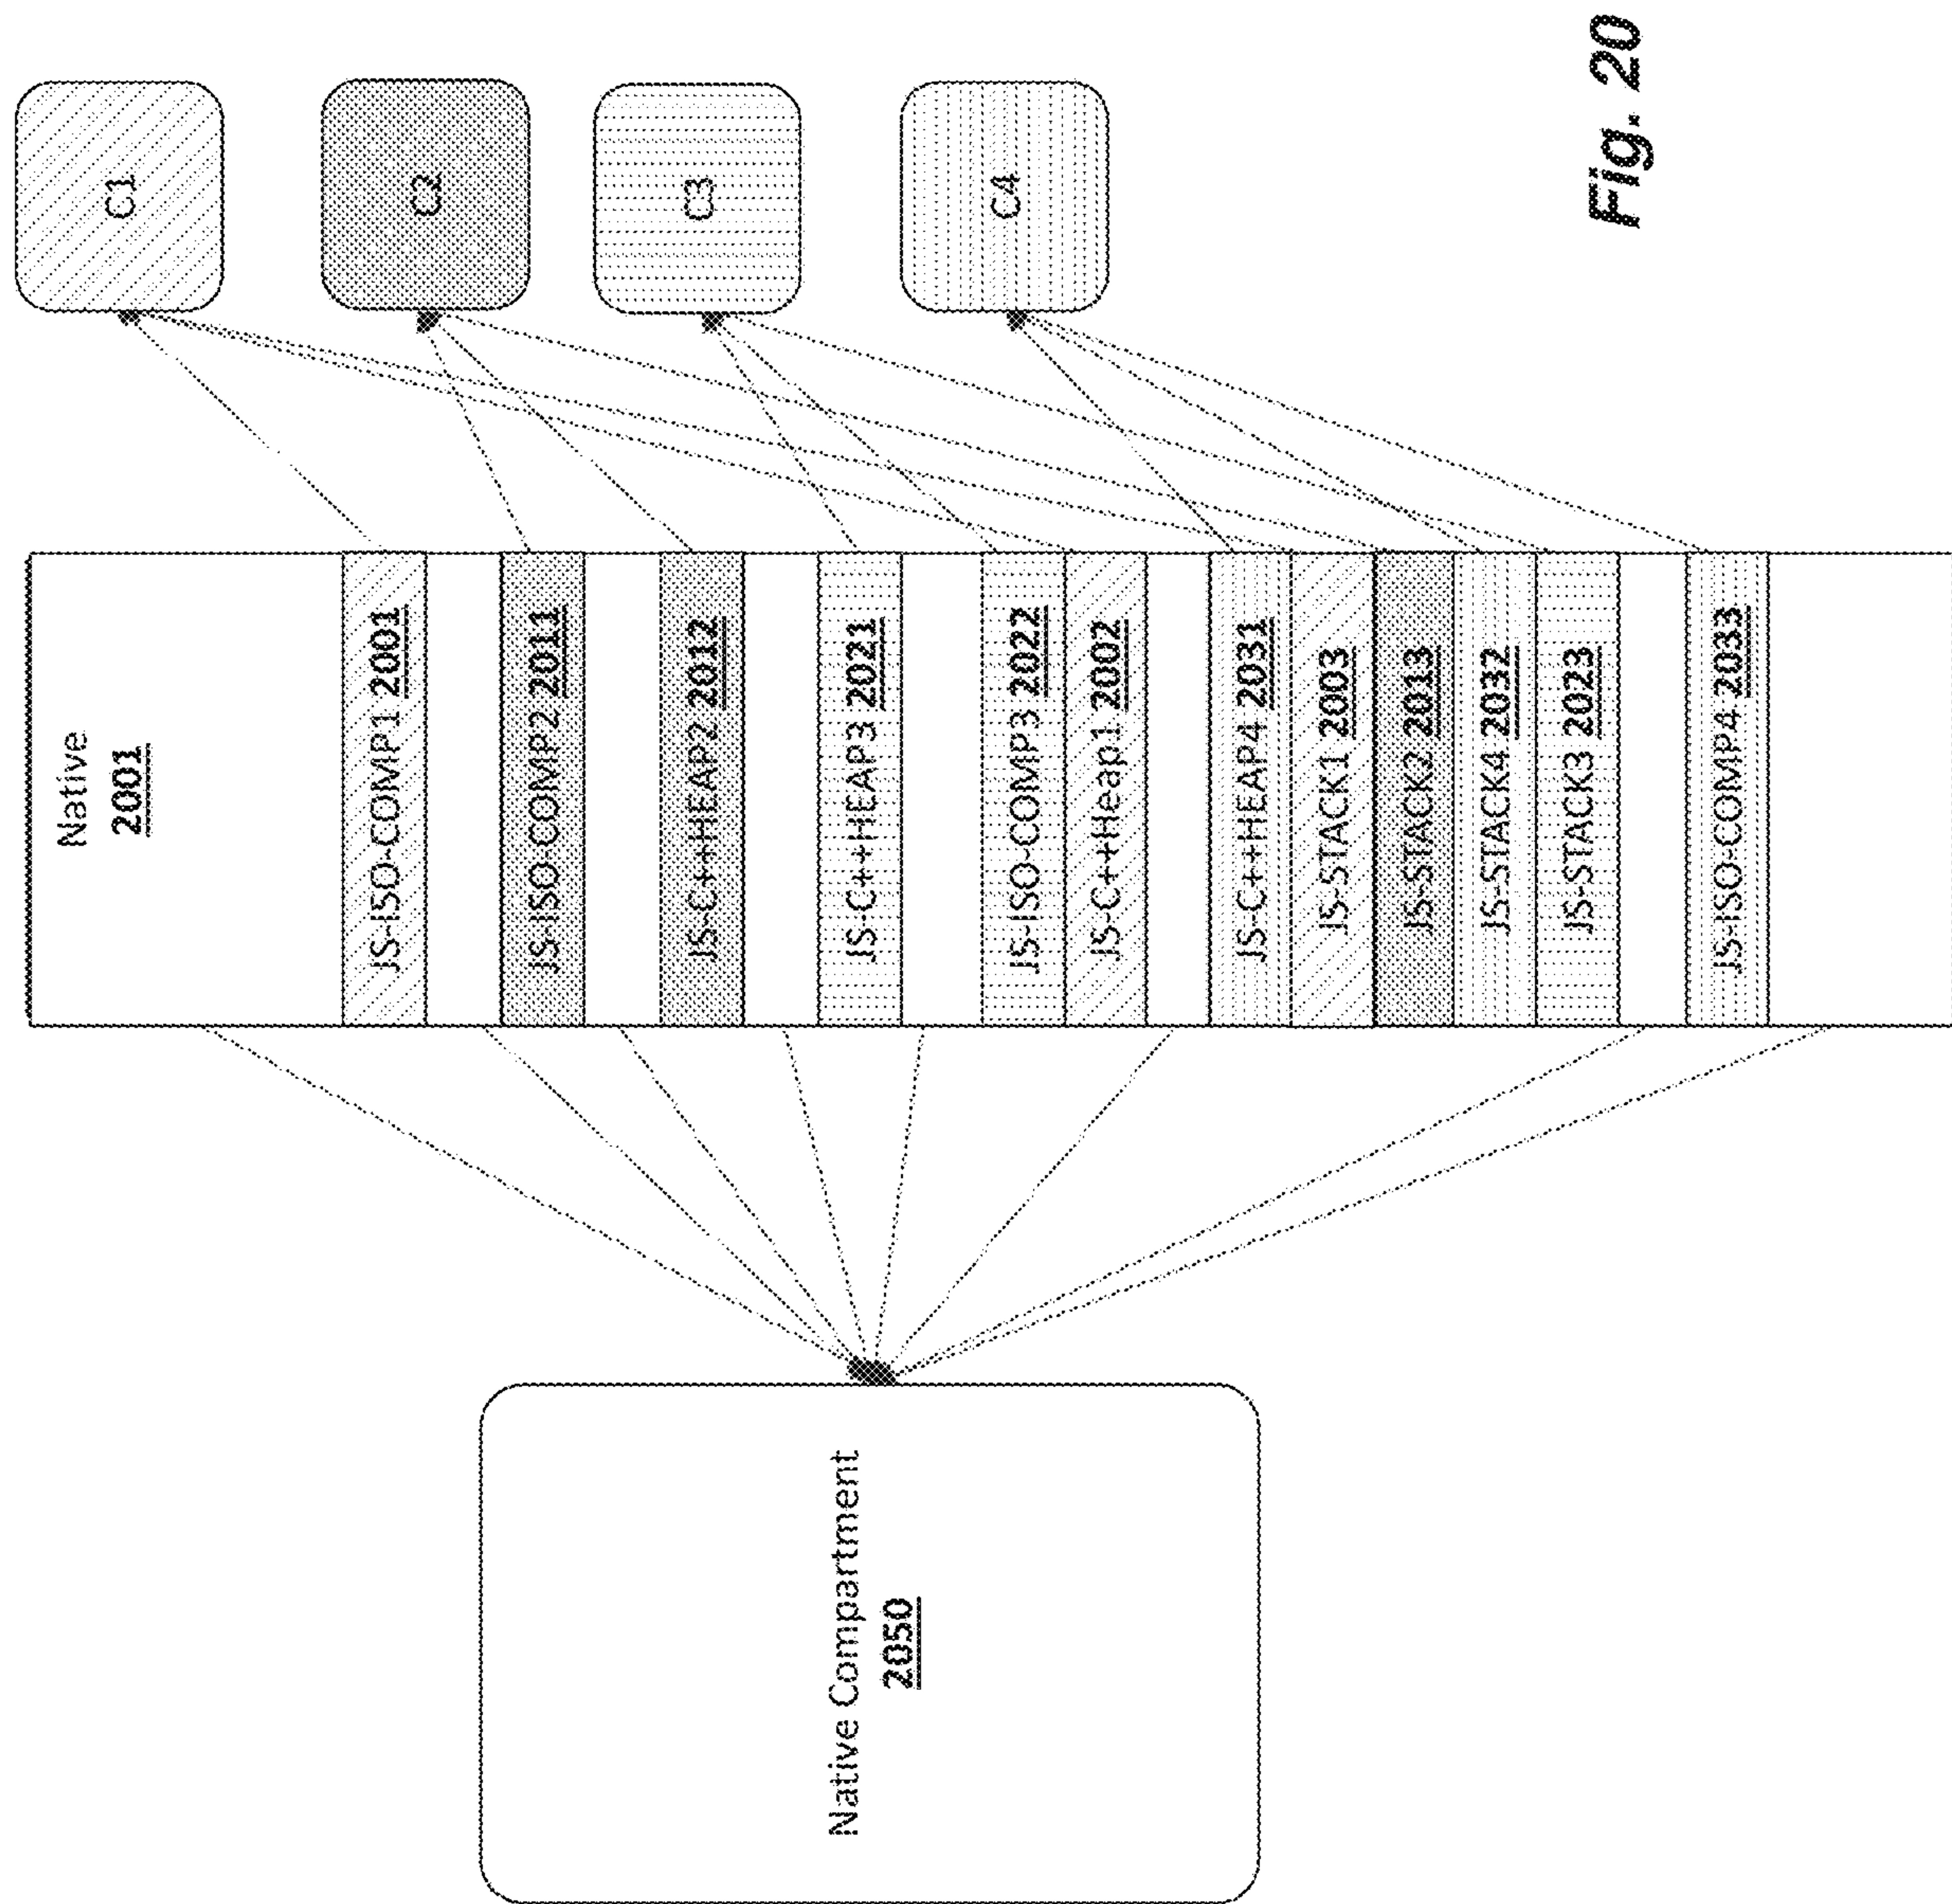 Native
2001
JS-ISO-COMP1 2001
JS-ISO-COMP2 2011
JS-C++HEAP2 2012
JS-C++HEAP3 2021
JS-ISO-COMP3 2022
JS-C++Heap1 2002
JS-C++HEAP4 2031
JS-STACK1 2003
JS-STACK2 2013
JS-STACK4 2032
JS-STACK3 2023
JS-ISO-COMP4 2033
Native Compartment
2050
C1
C2
C3
C4
Fig. 20